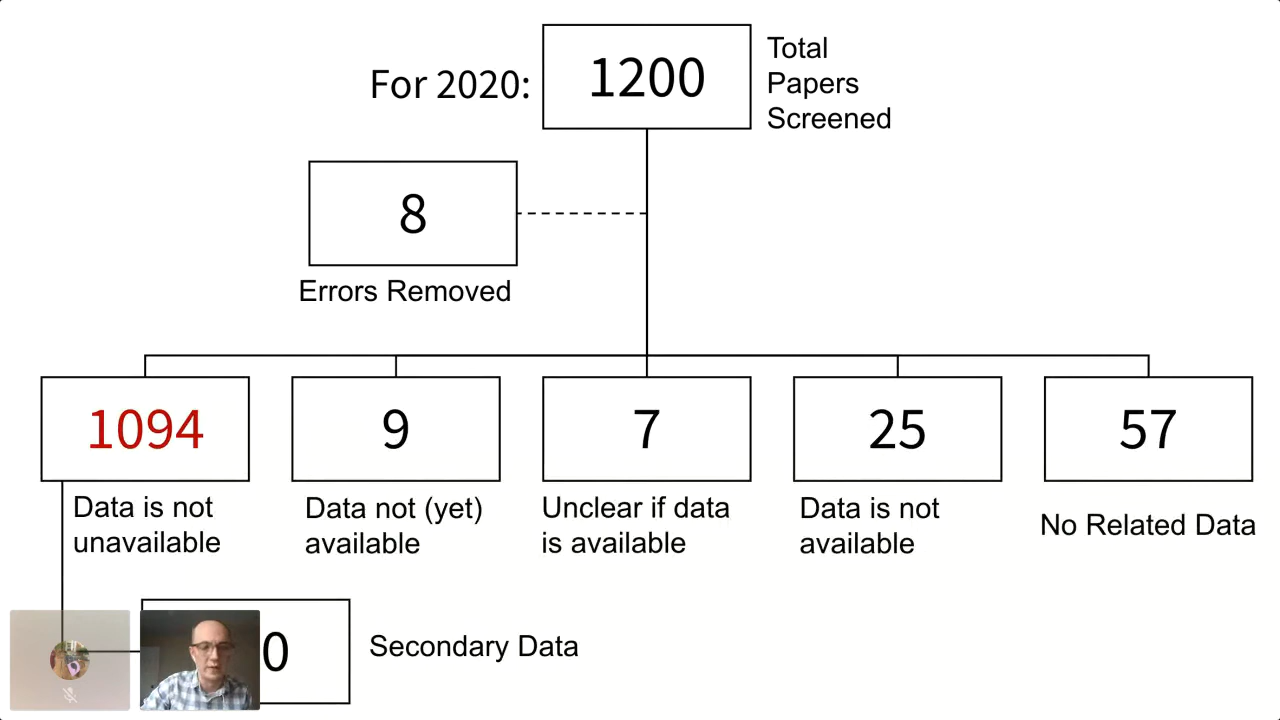 For 2020:
1200
Total
Papers
Screened
8
Errors Removed
1094
9
7
25
57
Data is not
unavailable
Data not (yet)
available
Unclear if data
is available
Data is not
available
No Related Data
Secondary Data